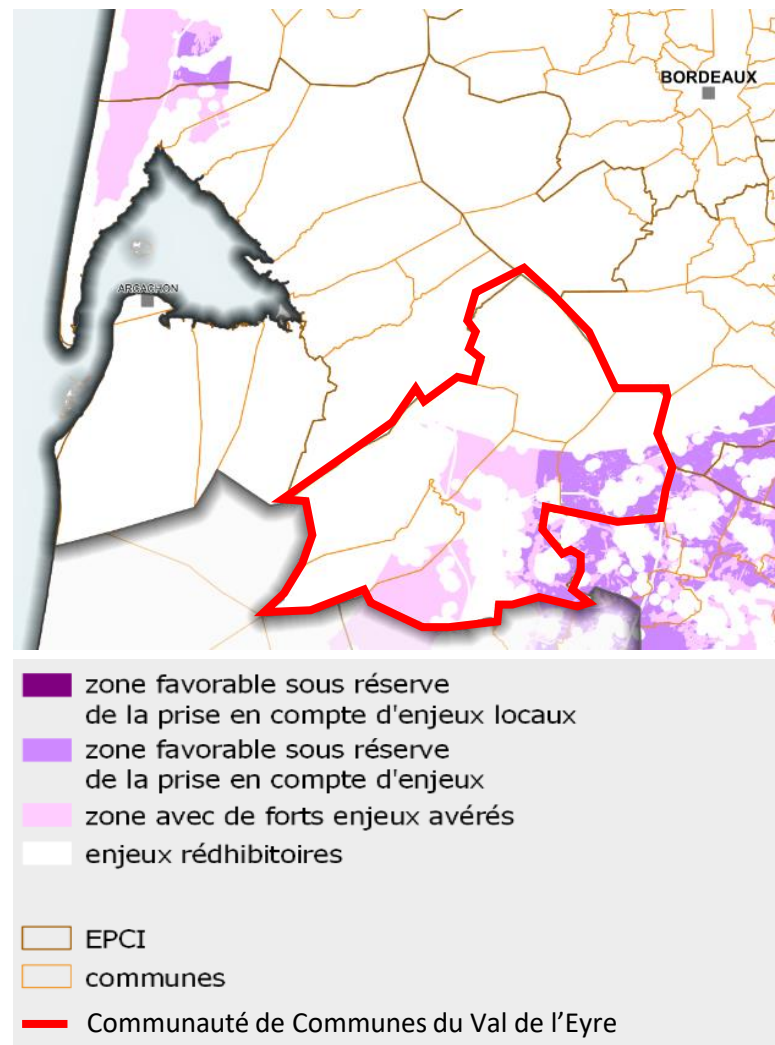 BORDEAUX
ARCACHON
zone favorable sous réserve
de la prise en compte d'enjeux locaux
zone favorable sous réserve
de la prise en compte d'enjeux
zone avec de forts enjeux avérés
enjeux rédhibitoires
EPCI
communes
Communauté de Communes du Val de l’Eyre